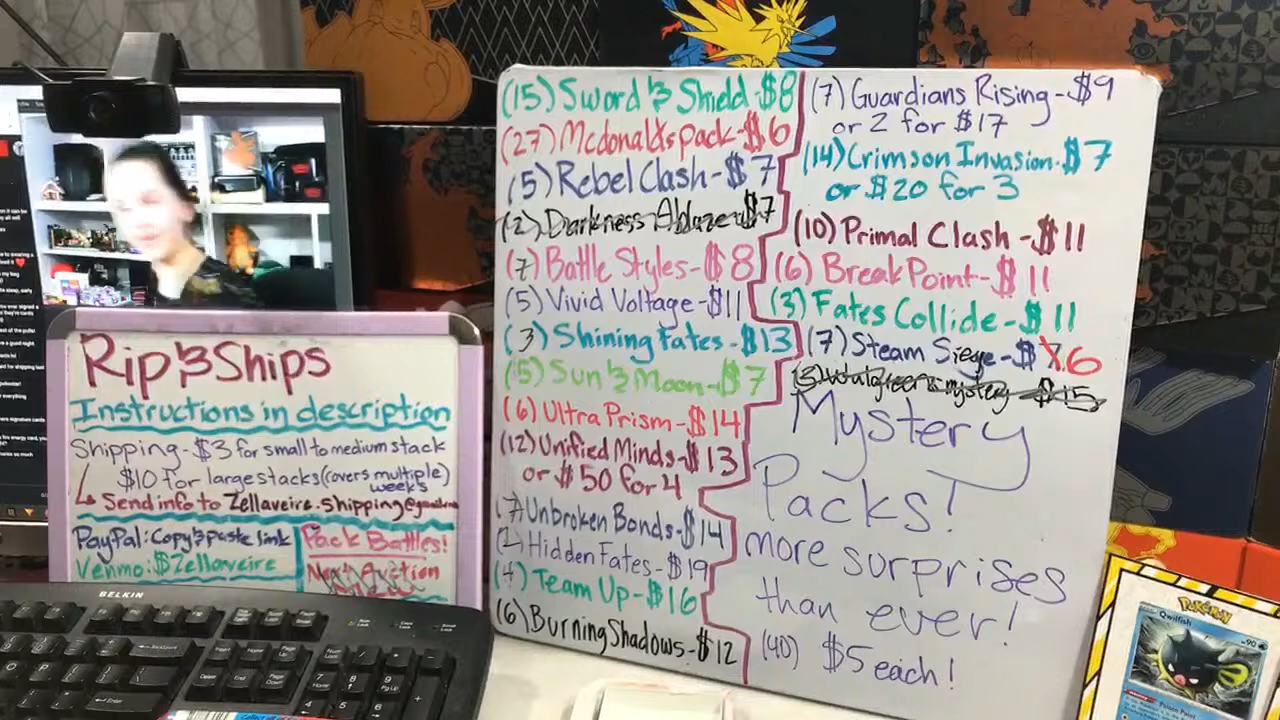 (15) Sword & Shield-$8
(27) Mcdonalds pack-$6
(5) Rebel Clash-$7
(2) Darkness Ablaze-$7
(7) Battle Styles-$8
(5) Vivid Voltage-$11
(3) Shining Fates-$13
(5) Sun & Moon-$7
(6) Ultra Prism-$14
(12) Unified Minds-$13
or $50 for 4
(7) Unbroken Bonds-$14
Hidden Fates-$19
(4) Team Up-$16
(6) Burning Shadows-$12
(7) Guardians Rising-$9
or 2 for $17
(14) Crimson Invasion-$7
or $20 for 3
(10) Primal Clash-$11
(6) Break Point-$11
(3) Fates Collide-$11
(7) Steam Siege-$6
Walgreens mystery $15
Mystery
Packs!
more surprises
than ever!
(40) $5 each!
Rip & Ships
Instructions in description
Shipping-$3 for small to medium stack
$10 for large stacks (covers multiple
weeks)
Send info to Zellaveire.shipping@gmail.com
PayPal: Copy & paste link
Venmo: $Zellaveire
Pack Battles!
BELKIN
Pokémon
Qwilfish
90